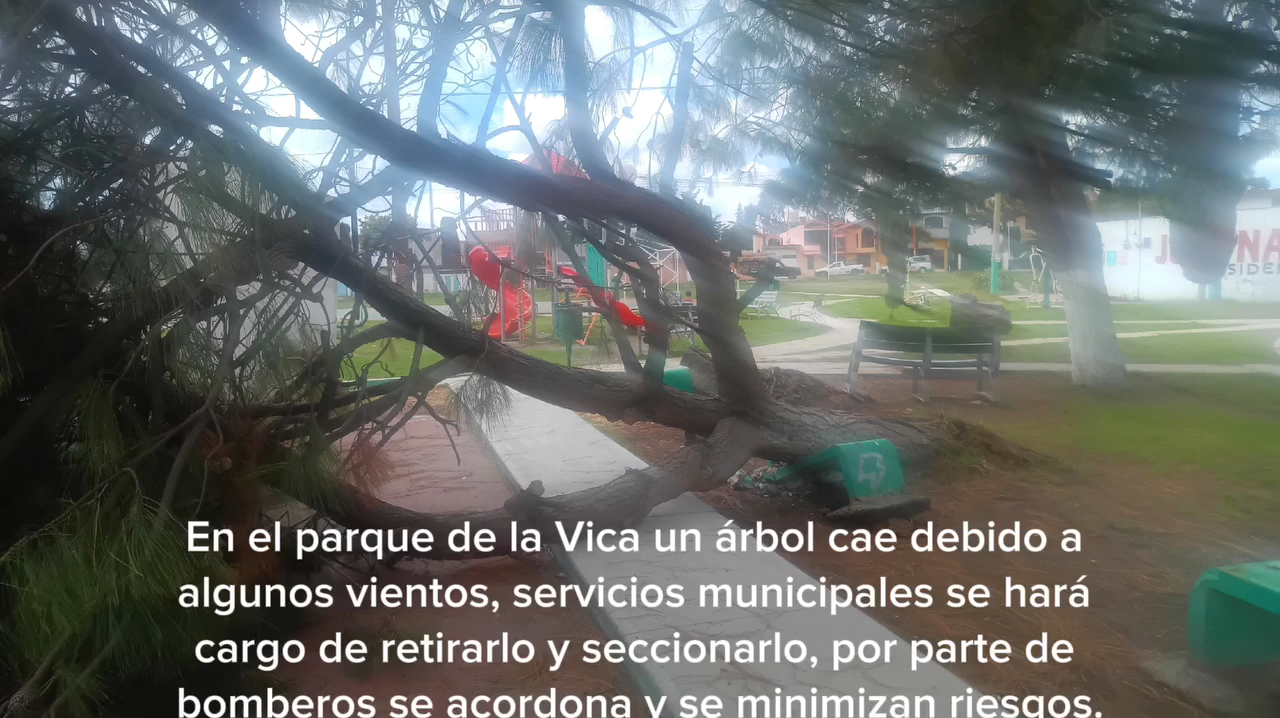 En el parque de la Vica un árbol cae debido a
algunos vientos, servicios municipales se hará
cargo de retirarlo y seccionarlo, por parte de
bomberos se acordona y se minimizan riesgos.